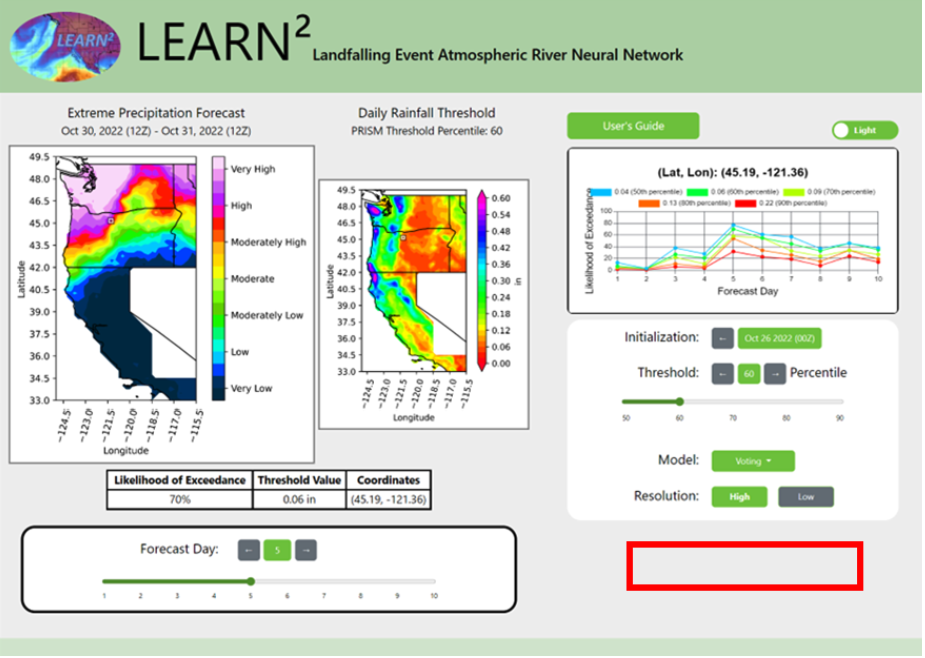 LEARN²
LEARN² Landfalling Event Atmospheric River Neural Network
Extreme Precipitation Forecast
Oct 30, 2022 (12Z) - Oct 31, 2022 (12Z)
49.5
48.0
46.5
45.0
43.5
42.0
40.5
39.0
37.5
36.0
34.5
33.0
Latitude
−124.5
−123.0
−121.5
−120.0
−118.5
−117.0
−115.5
Longitude
Very High
High
Moderately High
Moderate
Moderately Low
Low
Very Low
Daily Rainfall Threshold
PRISM Threshold Percentile: 60
49.5
48.0
46.5
45.0
43.5
42.0
40.5
39.0
37.5
36.0
34.5
33.0
Latitude
−124.5
−123.0
−121.5
−120.0
−118.5
−117.0
−115.5
Longitude
0.60
0.54
0.48
0.42
0.36
0.30
0.24
0.18
0.12
0.06
0.00
in
Likelihood of Exceedance Threshold Value Coordinates
70% 0.06 in (45.19, -121.36)
Forecast Day: ← 5 →
1 2 3 4 5 6 7 8 9 10
User's Guide
Light
(Lat, Lon): (45.19, -121.36)
0.04 (50th percentile) 0.06 (60th percentile) 0.09 (70th percentile)
0.13 (80th percentile) 0.22 (90th percentile)
Likelihood of Exceedance
100
80
60
40
20
0
1 2 3 4 5 6 7 8 9 10
Forecast Day
Initialization: ← Oct 26 2022 (00Z)
Threshold: ← 60 → Percentile
50 60 70 80 90
Model: Voting
Resolution: High Low